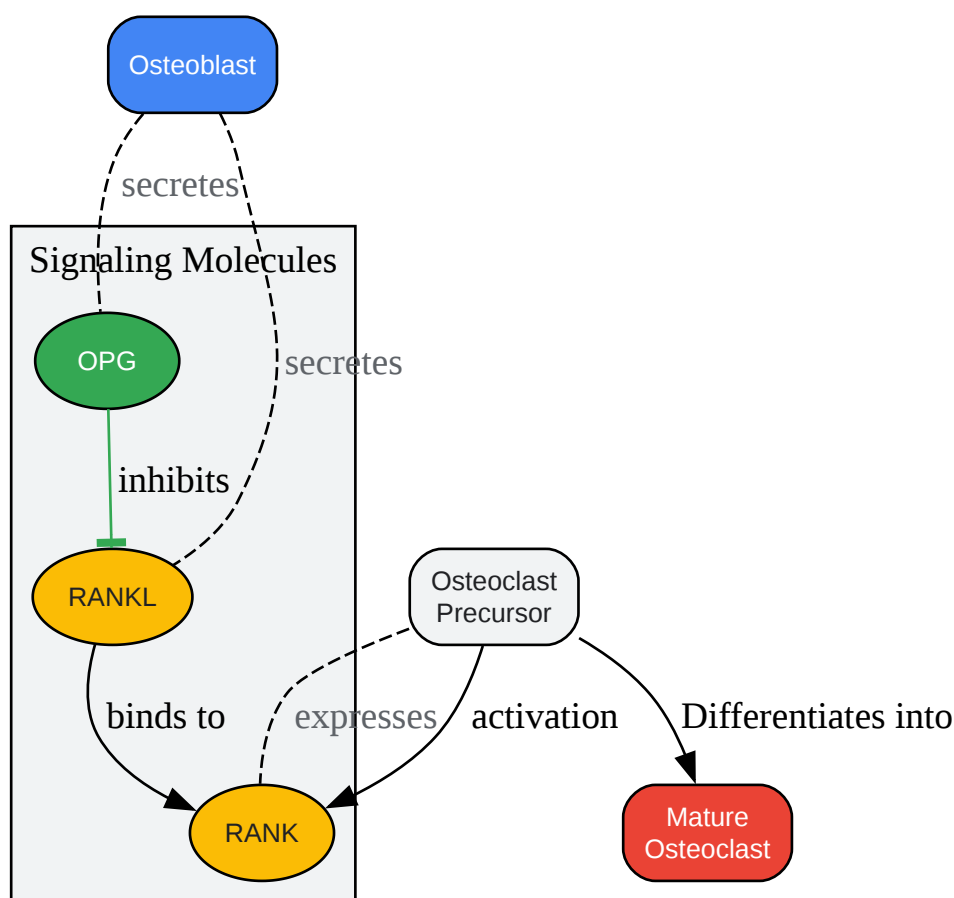 Osteoblast
secretes
Signaling Molecules
OPG
secretes
inhibits
RANKL
Osteoclast
Precursor
binds to
expresses
activation
Differentiates into
RANK
Mature
Osteoclast